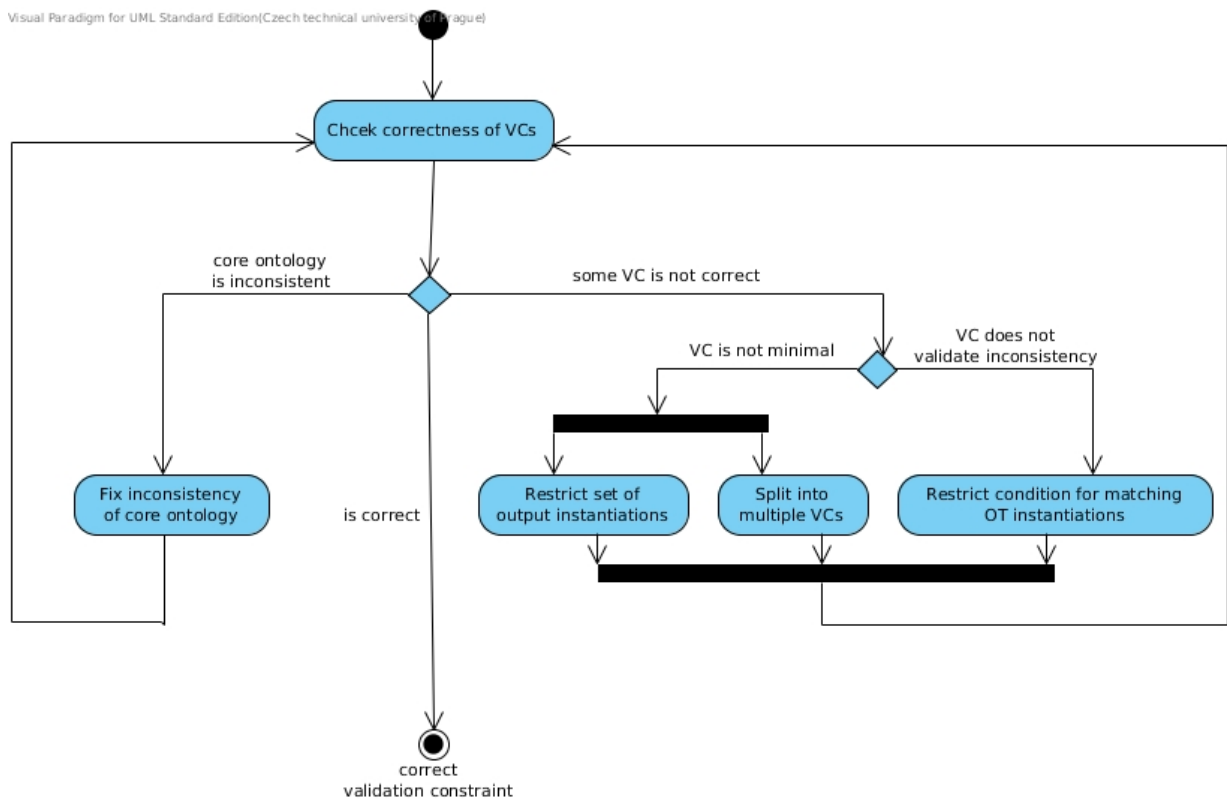 Visual Paradigm for UML Standard Edition(Czech technical university of Prague)
Chcek correctness of VCs
core ontology
is inconsistent
some VC is not correct
VC does not
validate inconsistency
VC is not minimal
Fix inconsistency
of core ontology
is correct
Restrict set of
output instantiations
Split into
multiple VCs
Restrict condition for matching
OT instantiations
correct
validation constraint